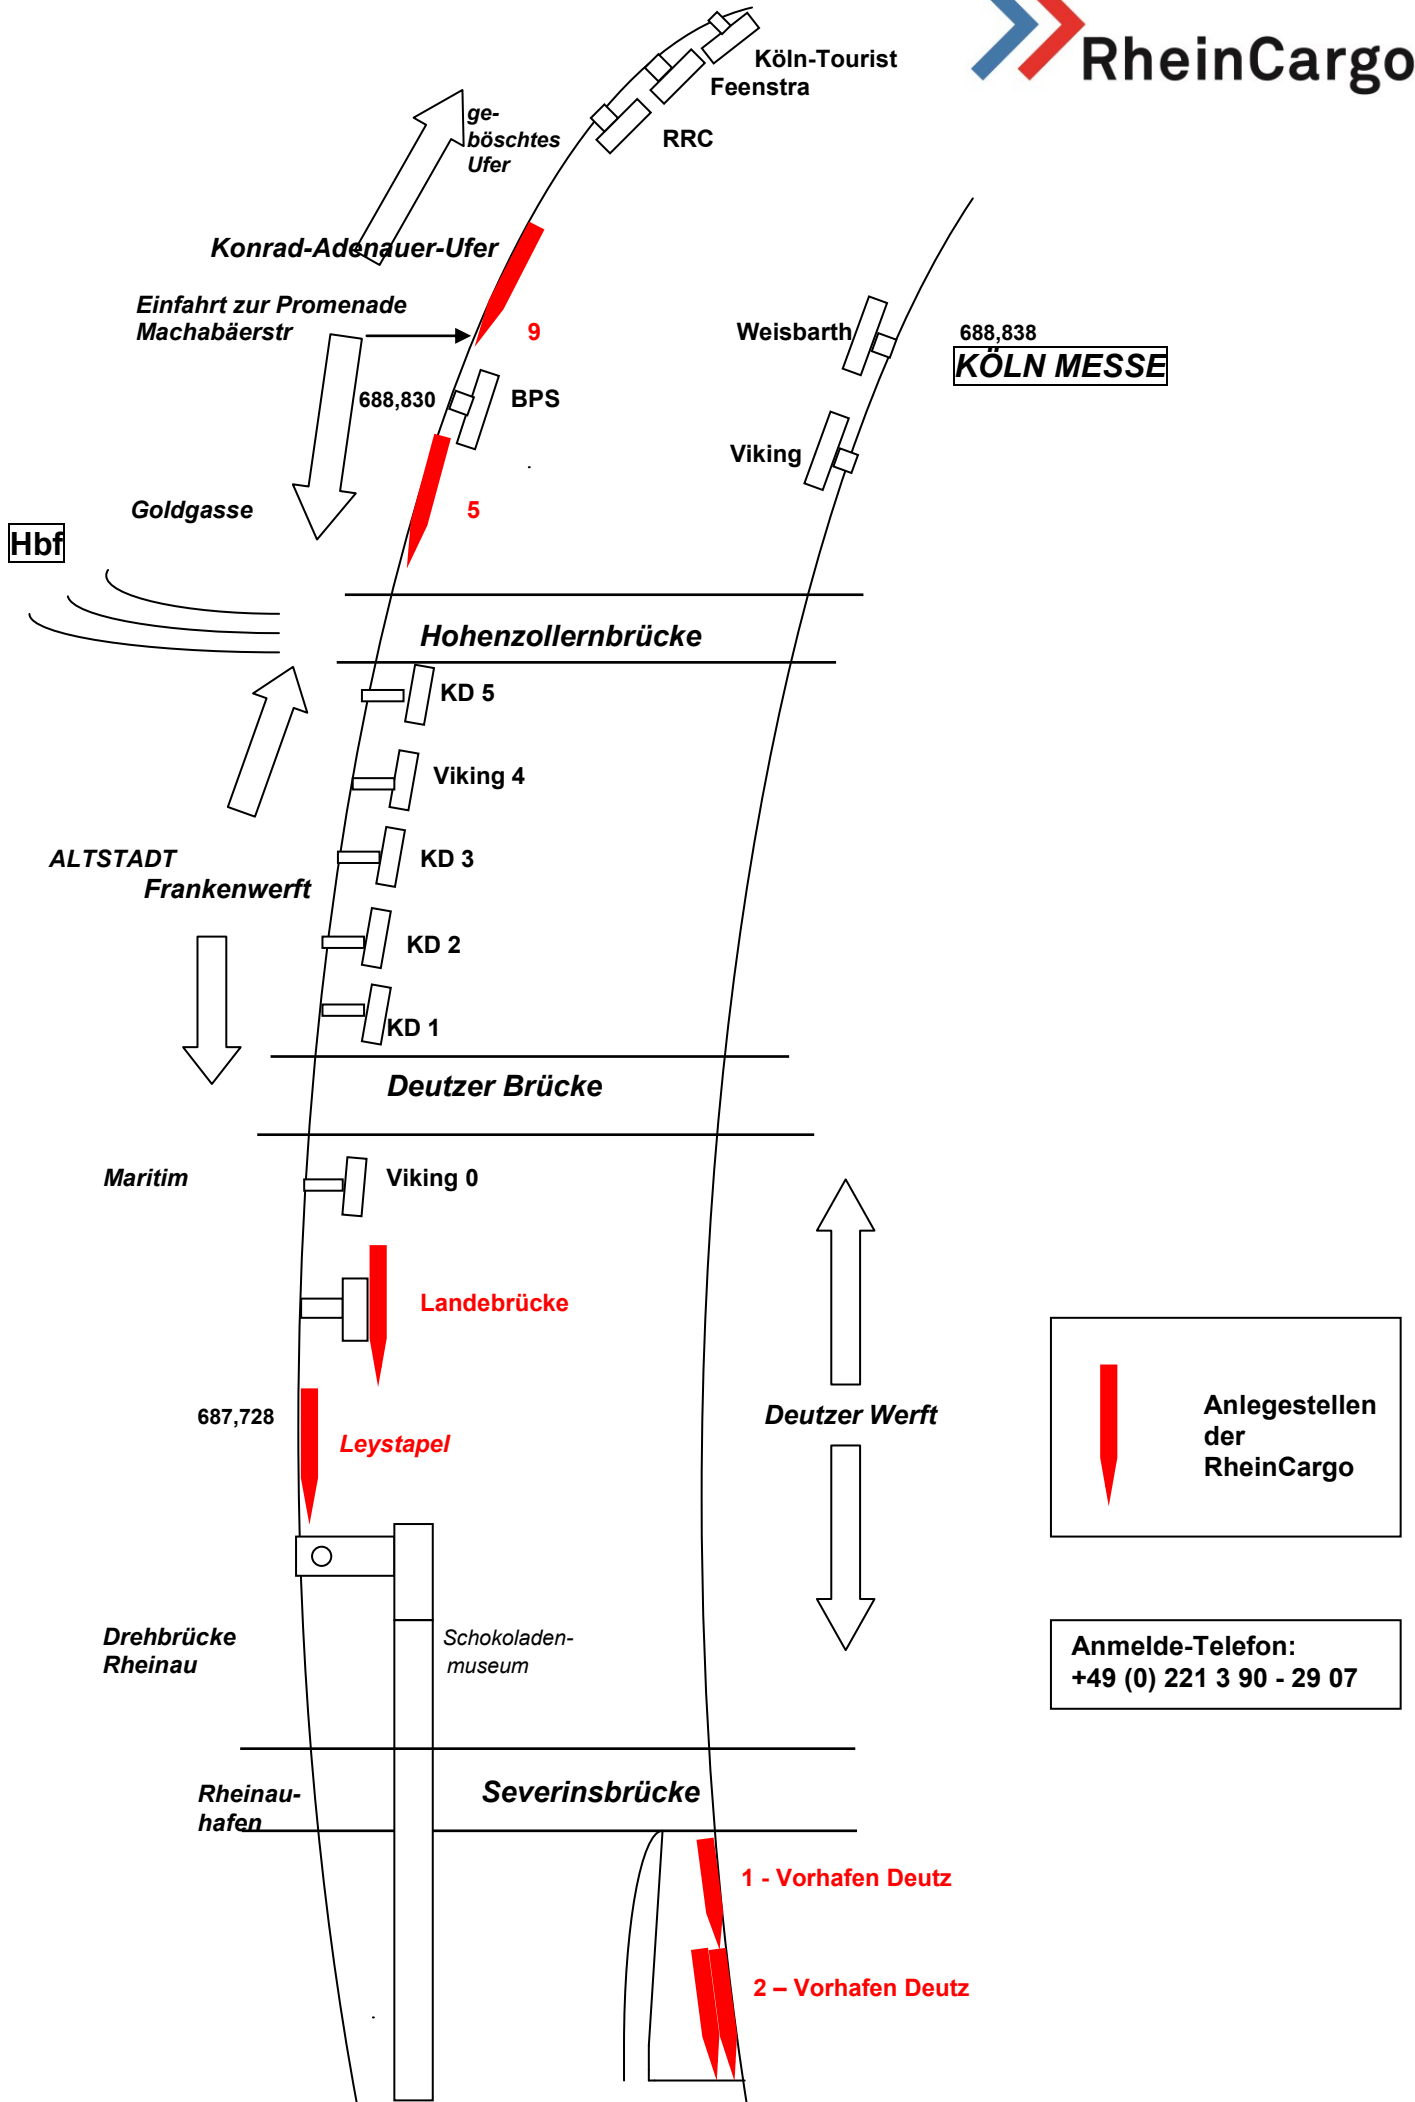 RheinCargo
Köln-Tourist
Feenstra
RRC
ge-
böschtes
Ufer
Konrad-Adenauer-Ufer
Einfahrt zur Promenade
Machabäerstr
9
Weisbarth
688,838
KÖLN MESSE
688,830
BPS
Viking
Goldgasse
5
Hbf
Hohenzollernbrücke
KD 5
Viking 4
KD 3
ALTSTADT
Frankenwerft
KD 2
KD 1
Deutzer Brücke
Maritim
Viking 0
Landebrücke
687,728
Leystapel
Deutzer Werft
Anlegestellen
der
RheinCargo
Drehbrücke
Rheinau
Schokoladen-
museum
Anmelde-Telefon:
+49 (0) 221 3 90 - 29 07
Rheinau-
hafen
Severinsbrücke
1 - Vorhafen Deutz
2 – Vorhafen Deutz